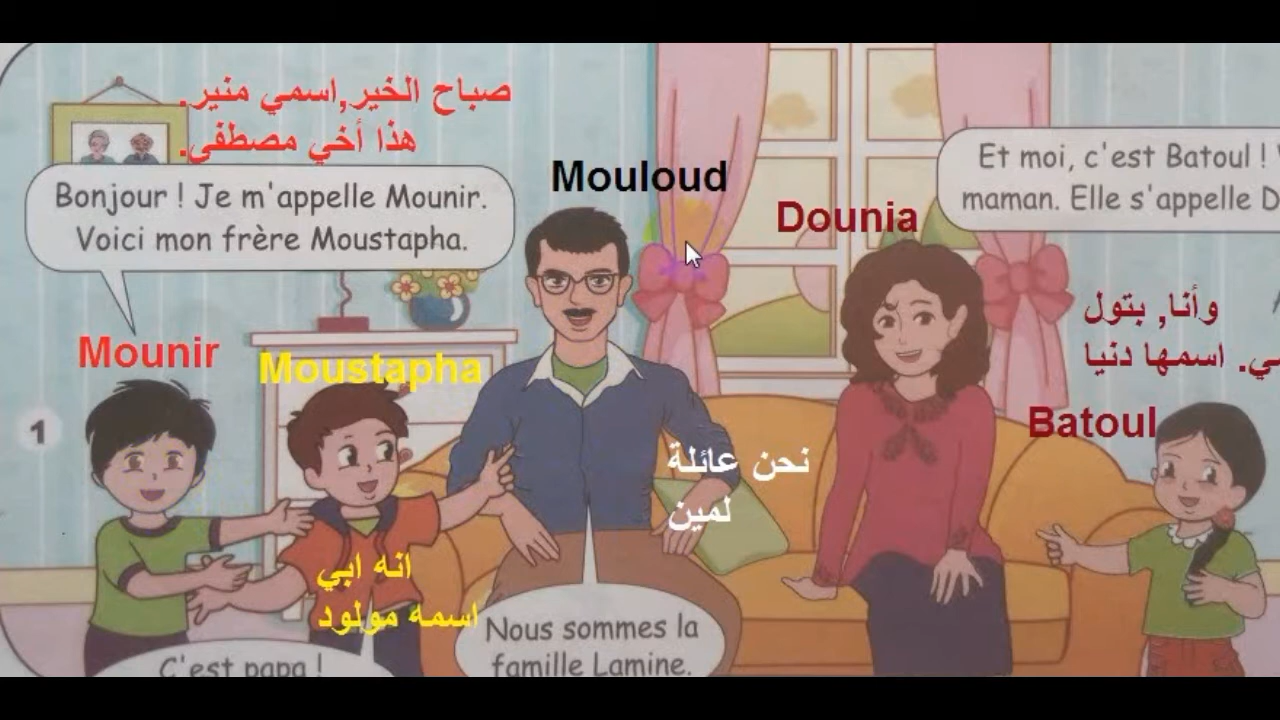 صباح الخير,اسمي منير.
هذا أخي مصطفى.
Bonjour ! Je m'appelle Mounir.
Voici mon frère Moustapha.
Mouloud
Dounia
Et moi, c'est Batoul !
maman. Elle s'appelle D
وأنا, بتول
ي. اسمها دنيا
Mounir
Moustapha
Batoul
1
نحن عائلة
لمين
انه ابي
اسمه مولود
Nous sommes la
famille Lamine.
C'est papa !